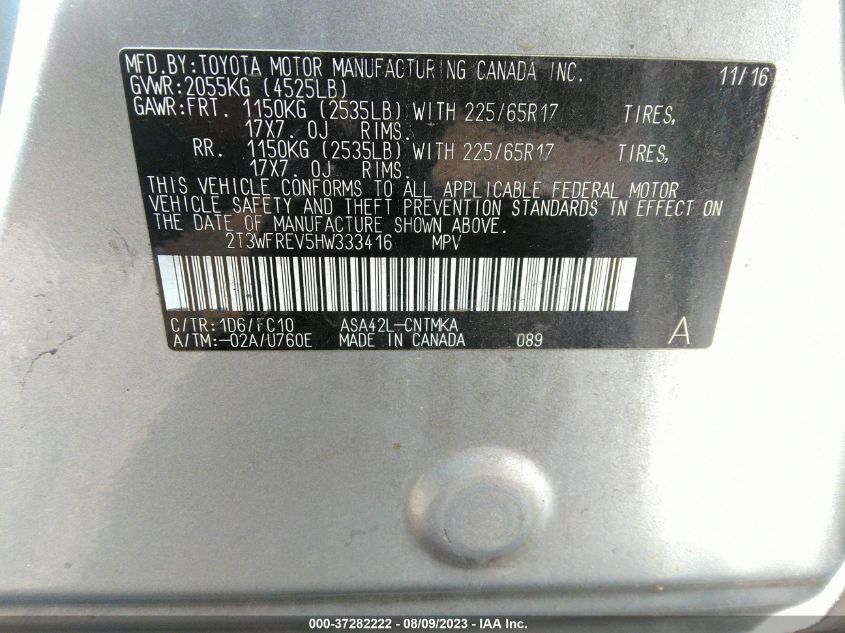 MFD.BY:TOYOTA MOTOR MANUFACTURING CANADA INC. 11/16
GVWR:2055KG (4525LB)
GAWR:FRT. 1150KG (2535LB) WITH 225/65R17 TIRES,
17X7.0J RIMS.
RR. 1150KG (2535LB) WITH 225/65R17 TIRES,
17X7.0J RIMS.
THIS VEHICLE CONFORMS TO ALL APPLICABLE FEDERAL MOTOR
VEHICLE SAFETY AND THEFT PREVENTION STANDARDS IN EFFECT ON
THE DATE OF MANUFACTURE SHOWN ABOVE.
2T3WFREV5HW333416 MPV
C/TR:1D6/FC10 ASA42L-CNTMKA
A/TM:-02A/U760E MADE IN CANADA 089 A
000-37282222 - 08/09/2023 - IAA Inc.